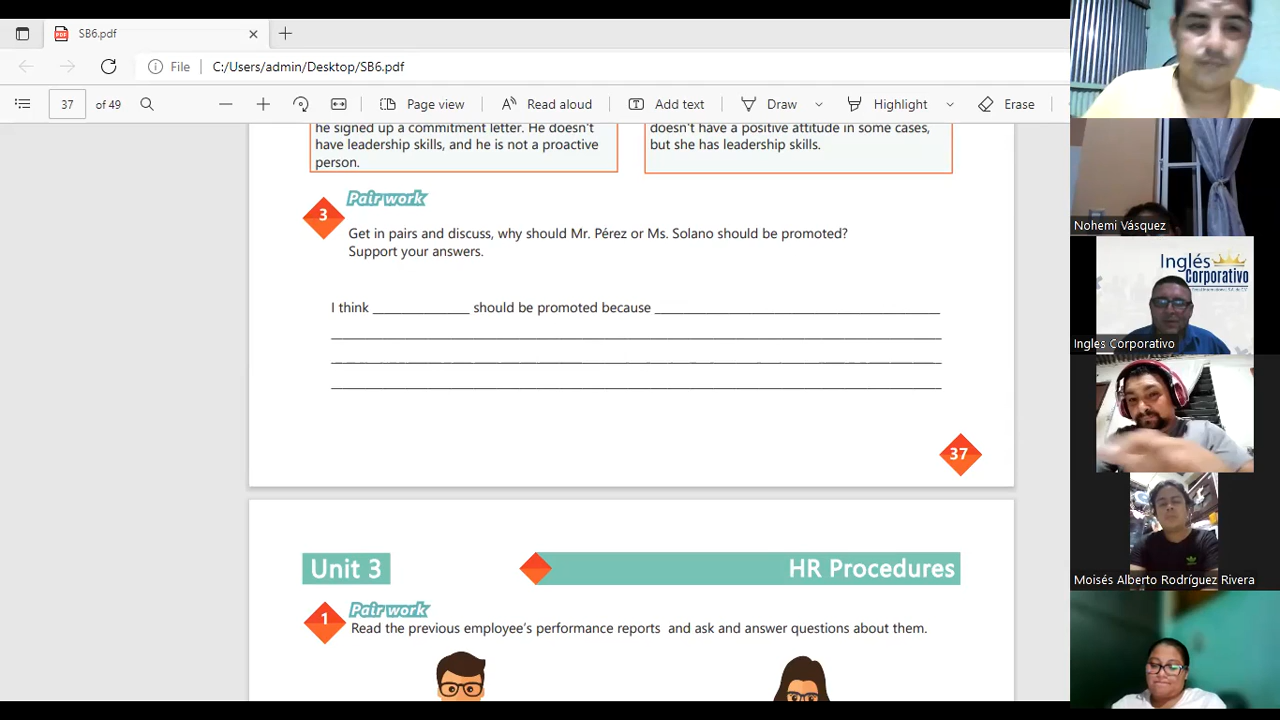 SB6.pdf
File
C:/Users/admin/Desktop/SB6.pdf
37
of 49
Page view
Read aloud
Add text
Draw
Highlight
Erase
he signed up a commitment letter. He doesn't
have leadership skills, and he is not a proactive
person.
doesn't have a positive attitude in some cases,
but she has leadership skills.
3
Pair work
Get in pairs and discuss, why should Mr. Pérez or Ms. Solano should be promoted?
Support your answers.
I think ______________ should be promoted because ______________
37
Unit 3
HR Procedures
1
Pair work
Read the previous employee's performance reports and ask and answer questions about them.
Nohemi Vásquez
Inglés
Corporativo
Ingles Corporativo
Moisés Alberto Rodríguez Rivera